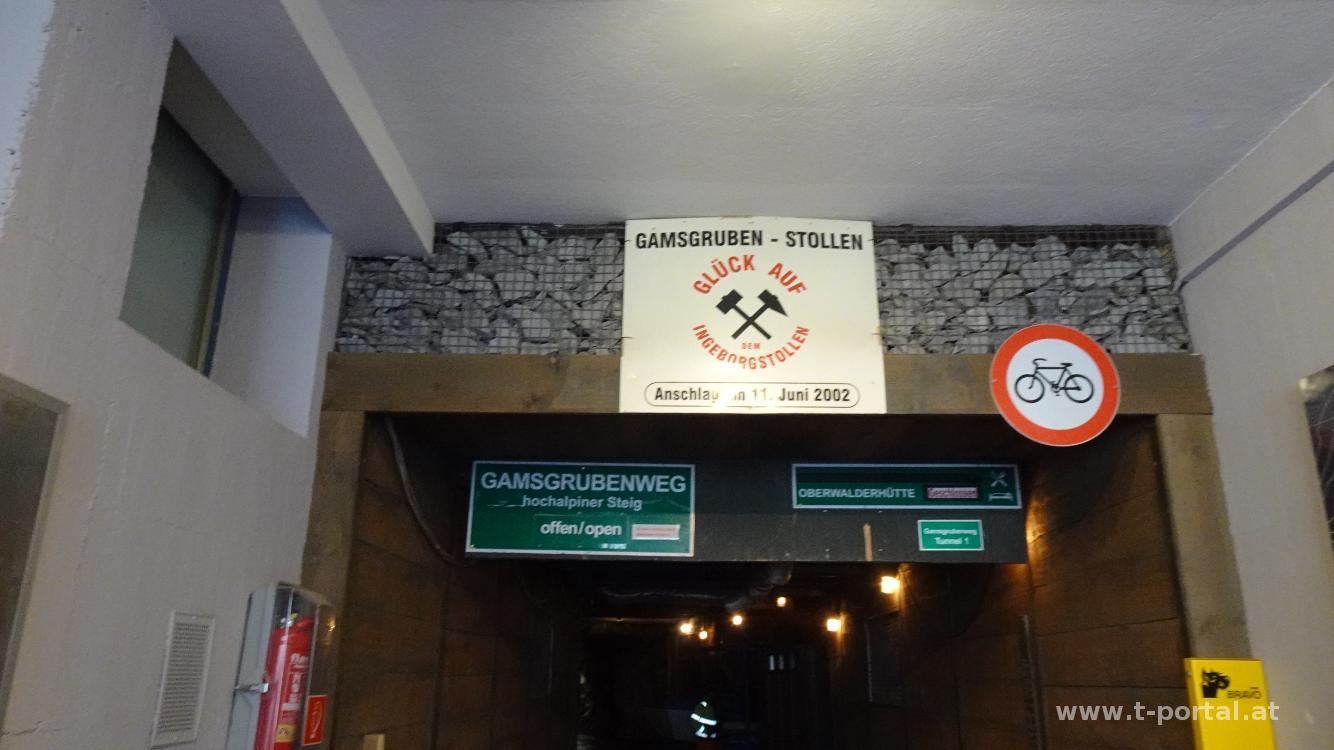 GAMSGRUBEN - STOLLEN
GLÜCK AUF
DEM
INGEBORGSTOLLEN
Anschlag am 11. Juni 2002
GAMSGRUBENWEG
hochalpiner Steig
offen/open
OBERWALDERHÜTTE
Gamsgrubenweg
Tunnel 1
BRAVO
www.t-portal.at